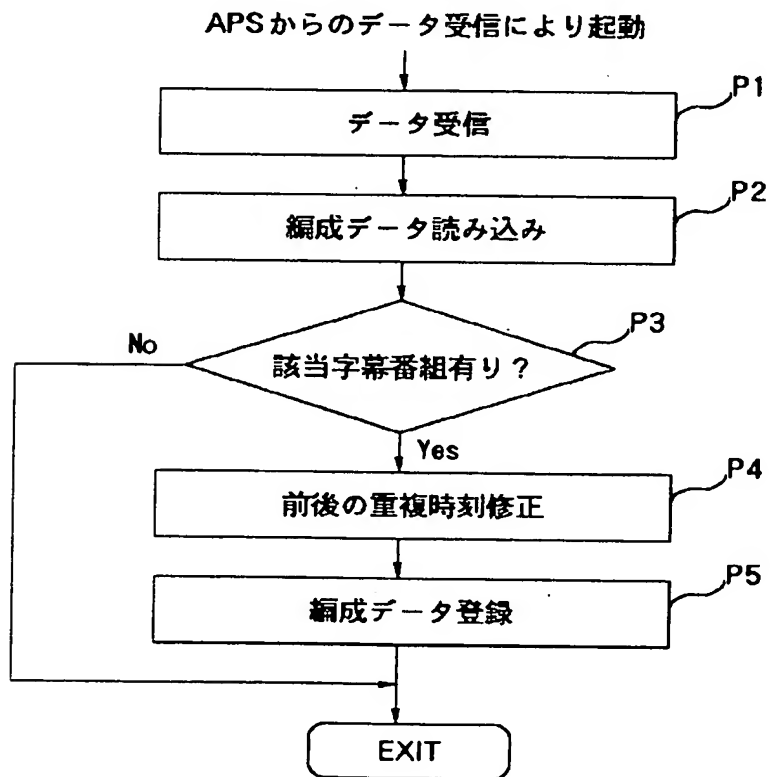 APSからのデータ受信により起動
P1
データ受信
P2
編成データ読み込み
P3
No
該当字幕番組有り？
Yes
P4
前後の重複時刻修正
P5
編成データ登録
EXIT